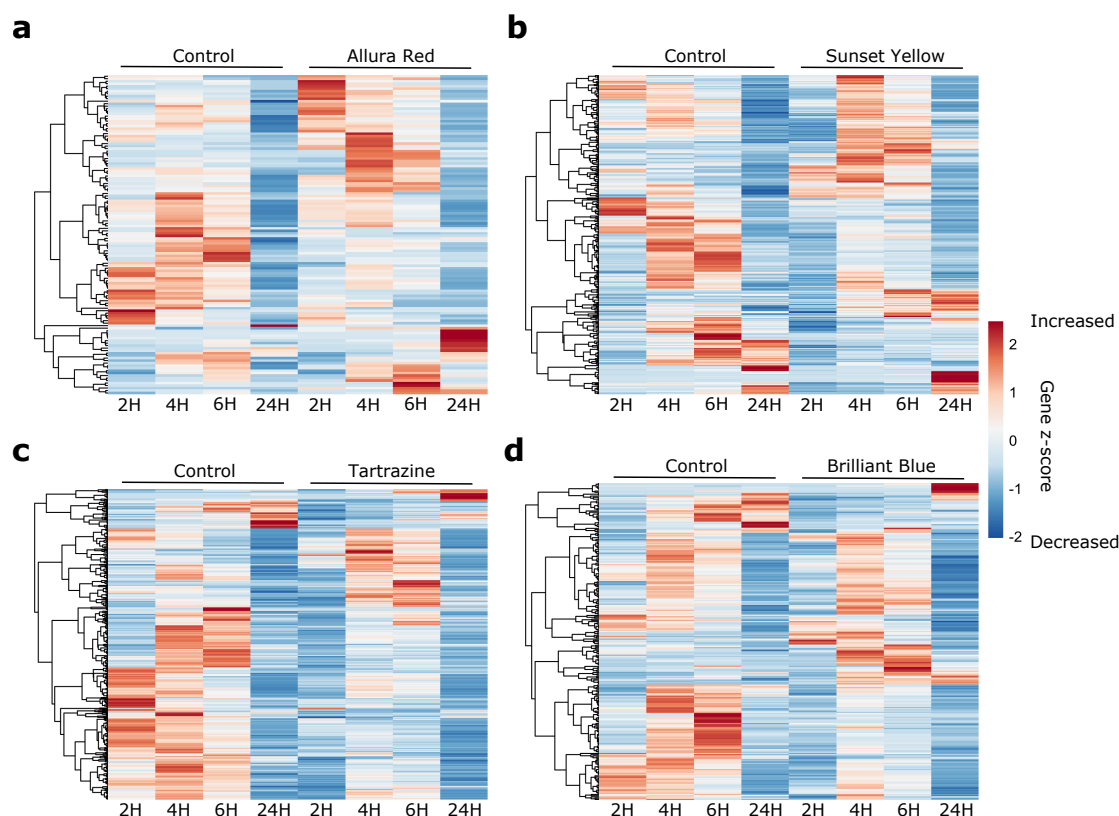 a
Control
Allura Red
2H 4H 6H 24H 2H 4H 6H 24H
b
Control
Sunset Yellow
2H 4H 6H 24H 2H 4H 6H 24H
Increased
2
1
0
-1
-2
Gene z-score
Decreased
c
Control
Tartrazine
2H 4H 6H 24H 2H 4H 6H 24H
d
Control
Brilliant Blue
2H 4H 6H 24H 2H 4H 6H 24H